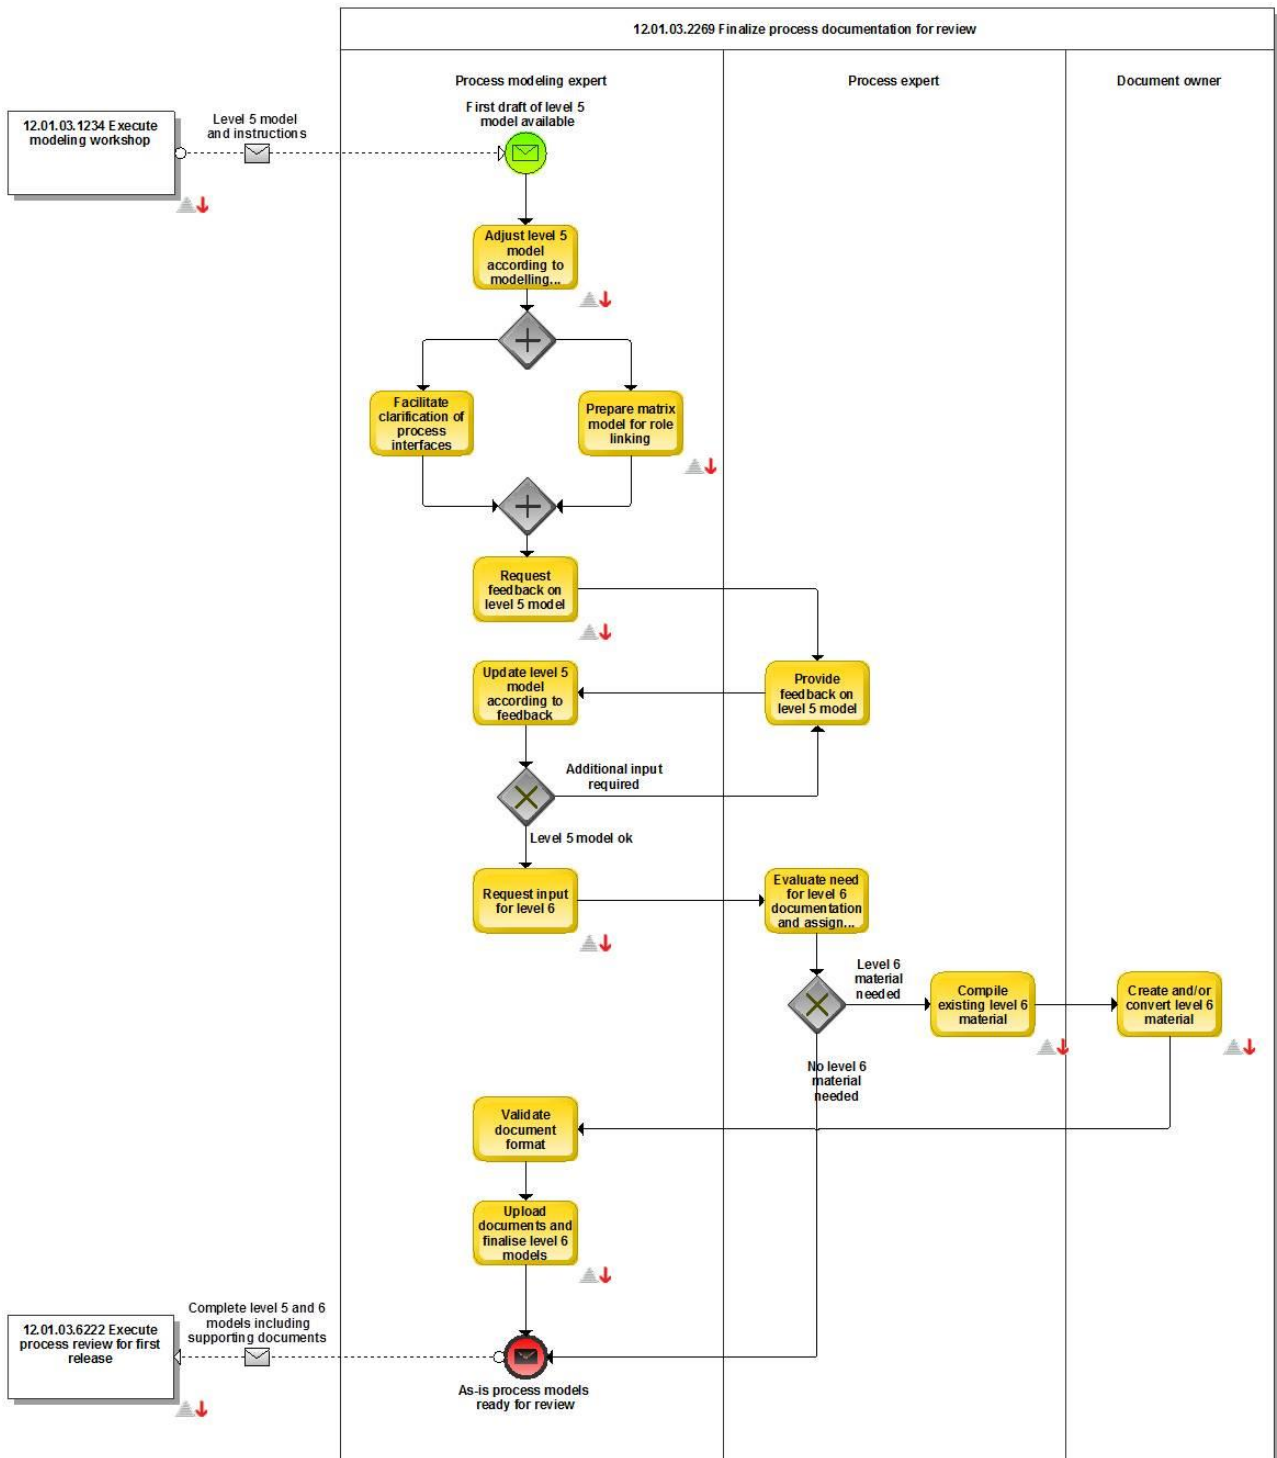 12.01.03.2269 Finalize process documentation for review
Process modeling expert
Process expert
Document owner
First draft of level 5
model available
12.01.03.1234 Execute
modeling workshop
Level 5 model
and instructions
Adjust level 5
model
according to
modelling...
Facilitate
clarification of
process
interfaces
Prepare matrix
model for role
linking
Request
feedback on
level 5 model
Update level 5
model
according to
feedback
Provide
feedback on
level 5 model
Additional input
required
Level 5 model ok
Request input
for level 6
Evaluate need
for level 6
documentation
and assign...
Level 6
material
needed
Compile
existing level 6
material
Create and/or
convert level 6
material
No level 6
material
needed
Validate
document
format
Upload
documents and
finalise level 6
models
Complete level 5 and 6
models including
supporting documents
12.01.03.6222 Execute
process review for first
release
As-is process models
ready for review